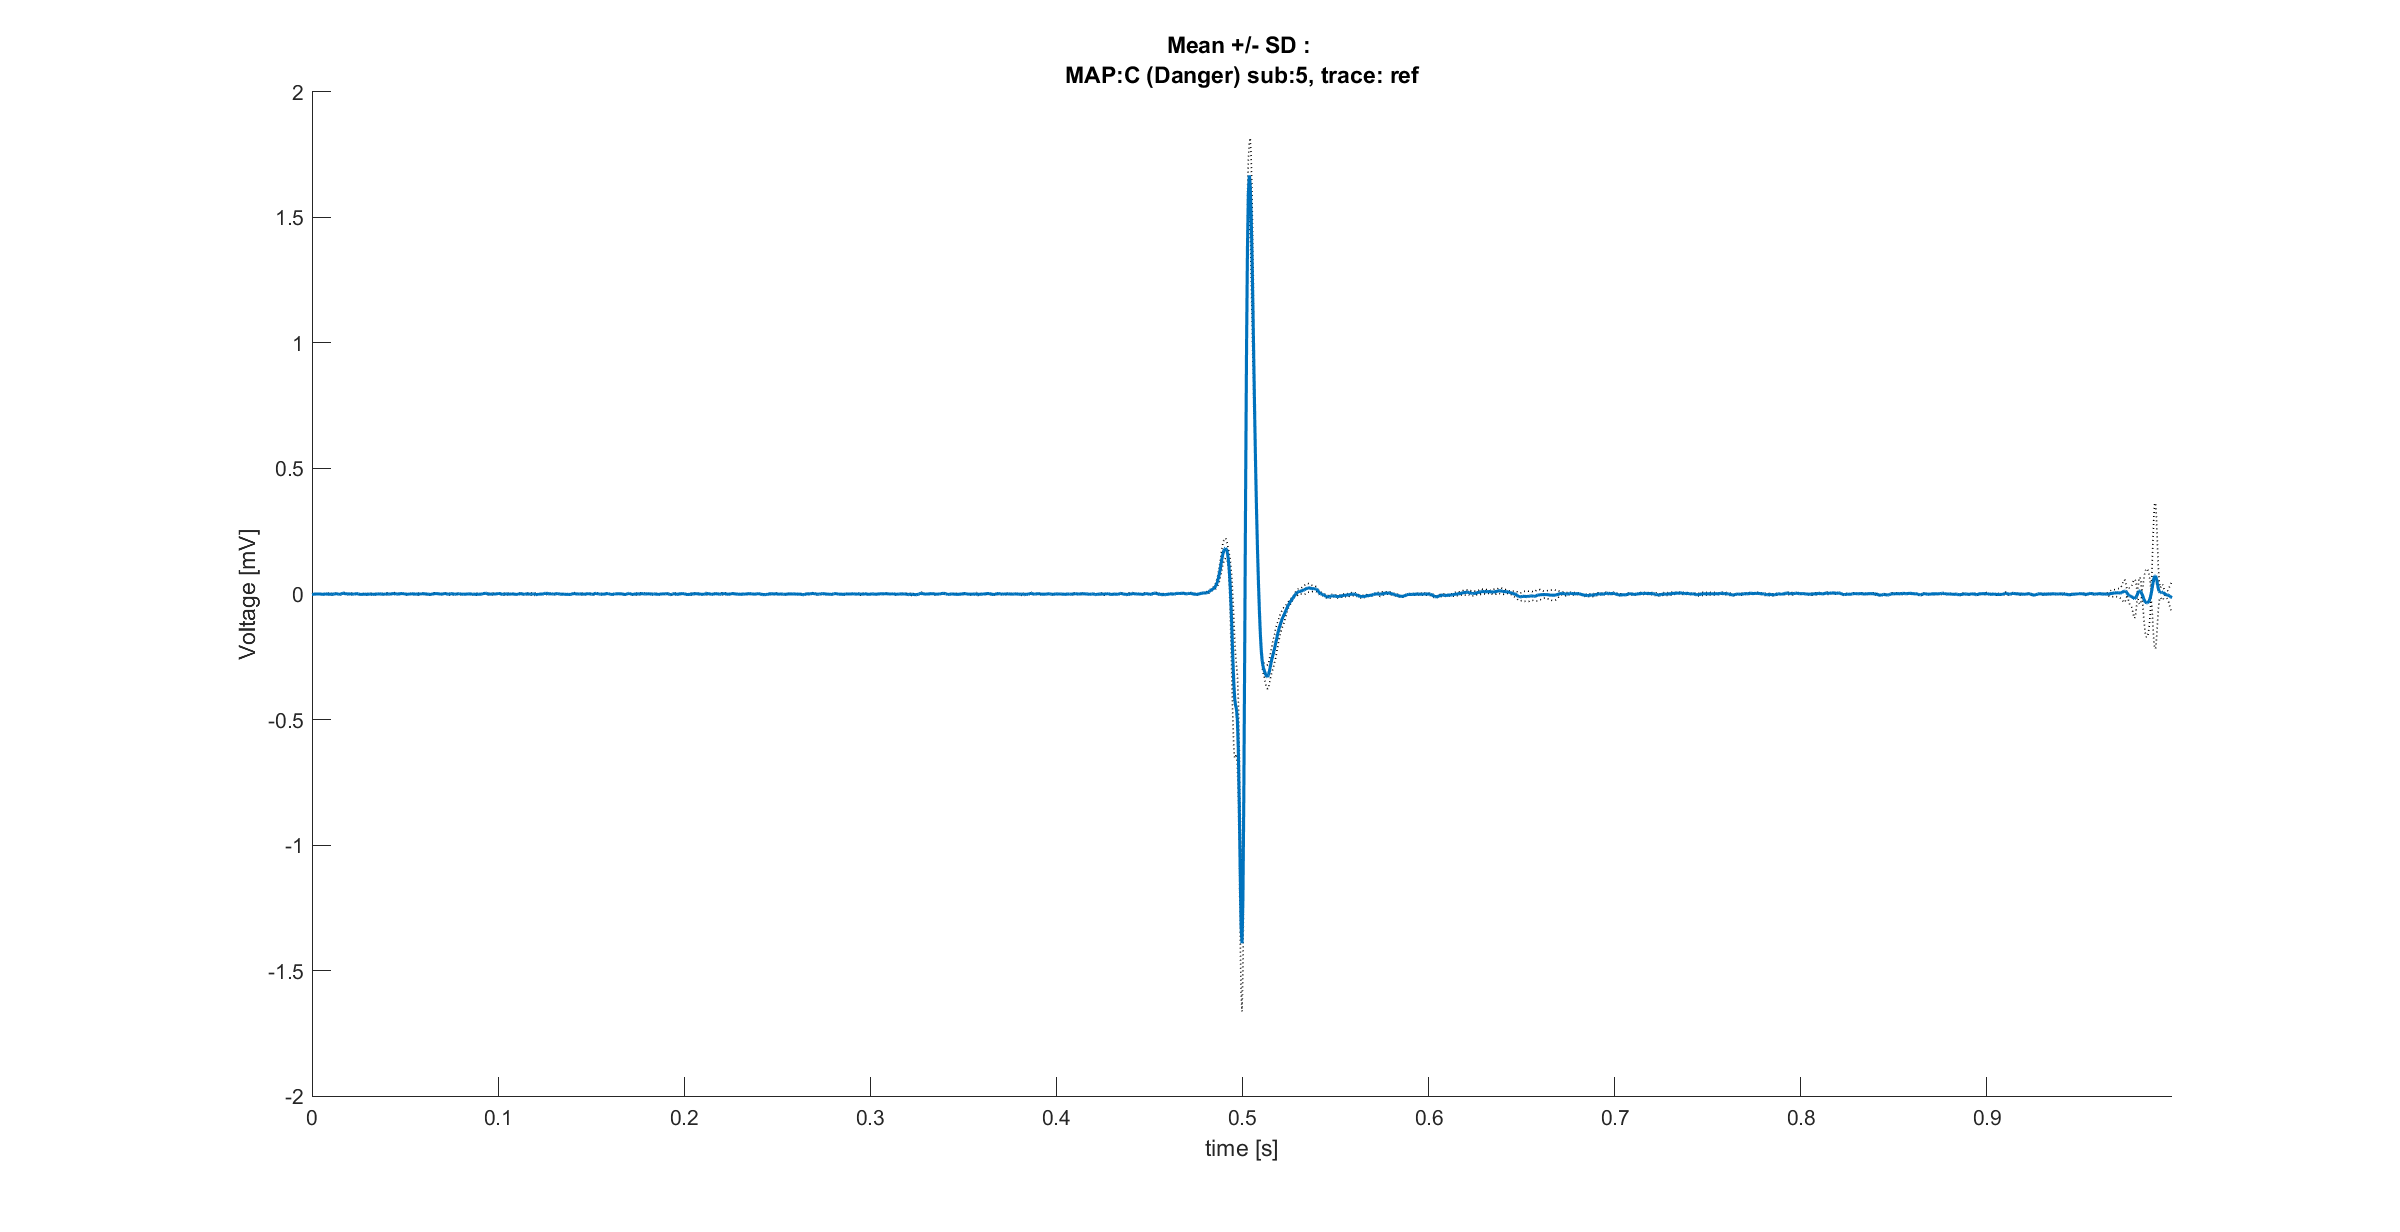 Mean +/- SD :
MAP:C (Danger) sub:5, trace: ref
2
1.5
1
0.5
0
-0.5
-1
-1.5
-2
Voltage [mV]
0 0.1 0.2 0.3 0.4 0.5 0.6 0.7 0.8 0.9
time [s]